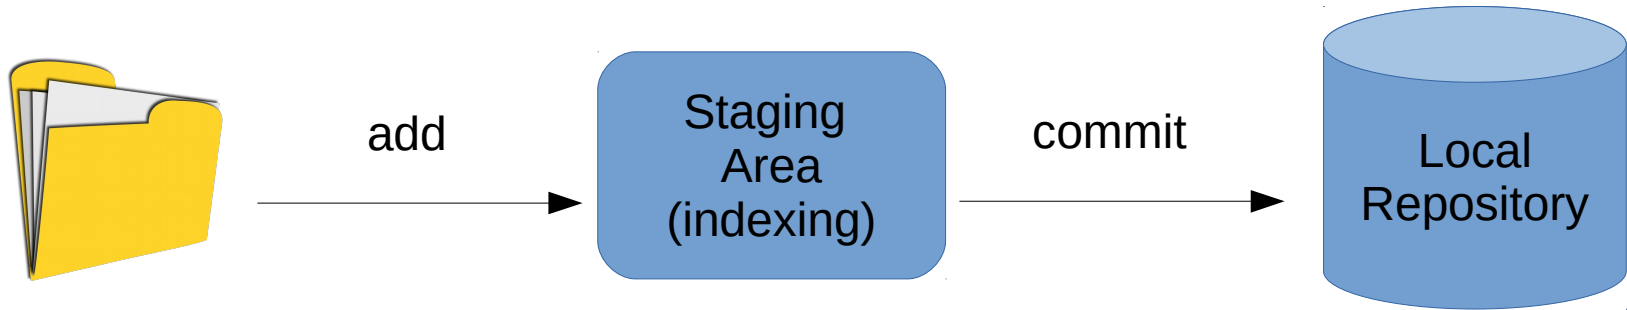 add
Staging
Area
(indexing)
commit
Local
Repository